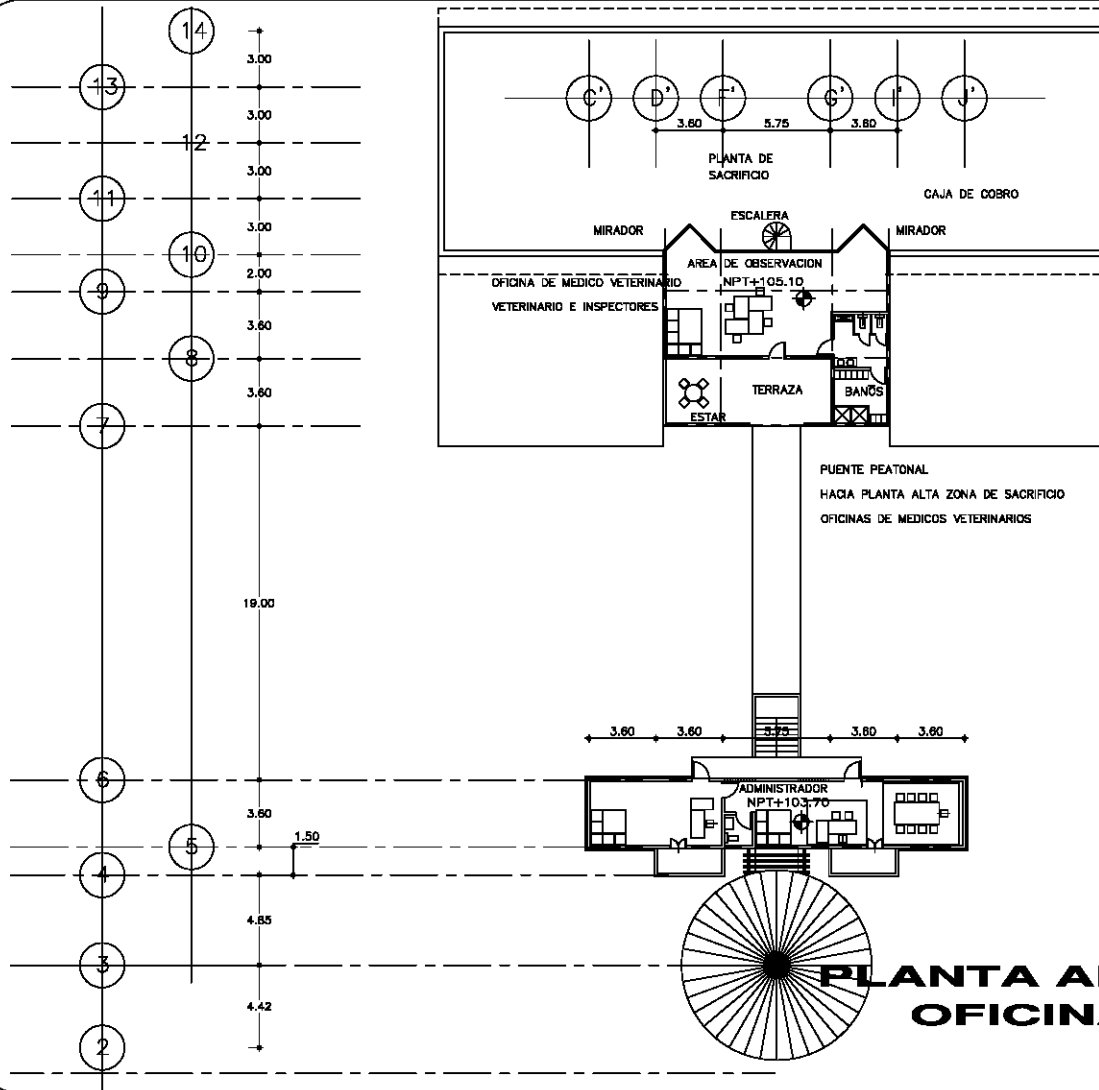 14
3.00
13
3.00
12
3.00
11
3.00
10
2.00
9
3.60
8
3.60
7
19.00
6
3.60
5
1.50
4
4.85
3
4.42
2
C' D' F' G' I' J'
3.60 5.75 3.60
PLANTA DE
SACRIFICIO
CAJA DE COBRO
ESCALERA
MIRADOR
MIRADOR
AREA DE OBSERVACION
NPT+105.10
OFICINA DE MEDICO VETERINARIO
VETERINARIO E INSPECTORES
TERRAZA
BAÑOS
ESTAR
PUENTE PEATONAL
HACIA PLANTA ALTA ZONA DE SACRIFICIO
OFICINAS DE MEDICOS VETERINARIOS
3.60 3.60 5.75 3.60 3.60
ADMINISTRADOR
NPT+103.70
PLANTA
OFICINA